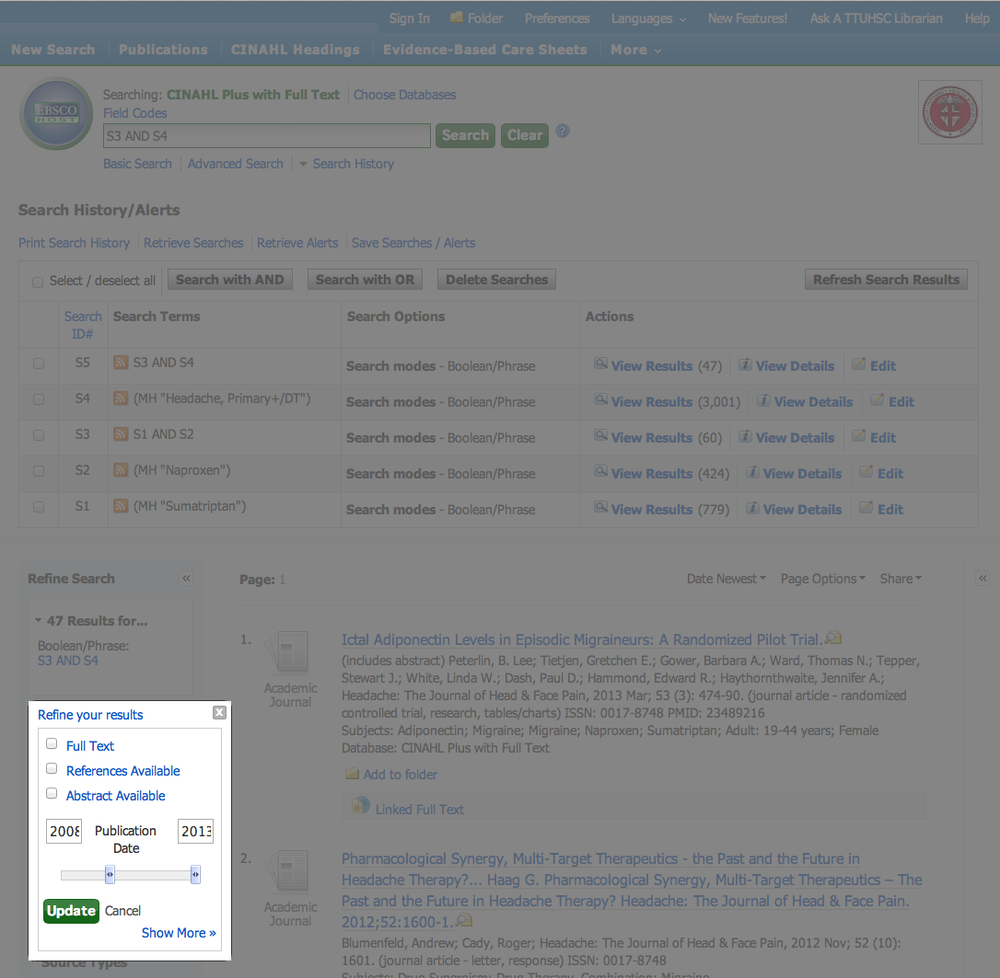 Sign In Folder Preferences Languages New Features! Ask A TTUHSC Librarian Help
New Search Publications CINAHL Headings Evidence-Based Care Sheets More
EBSCO
HOST
Searching: CINAHL Plus with Full Text Choose Databases
Field Codes
S3 AND S4 Search Clear ?
Basic Search Advanced Search Search History
Search History/Alerts
Print Search History Retrieve Searches Retrieve Alerts Save Searches / Alerts
Select / deselect all Search with AND Search with OR Delete Searches Refresh Search Results
Search ID# Search Terms Search Options Actions
S5 S3 AND S4 Search modes - Boolean/Phrase View Results (47) View Details Edit
S4 (MH "Headache, Primary+/DT") Search modes - Boolean/Phrase View Results (3,001) View Details Edit
S3 S1 AND S2 Search modes - Boolean/Phrase View Results (60) View Details Edit
S2 (MH "Naproxen") Search modes - Boolean/Phrase View Results (424) View Details Edit
S1 (MH "Sumatriptan") Search modes - Boolean/Phrase View Results (779) View Details Edit
Refine Search «
47 Results for...
Boolean/Phrase:
S3 AND S4
Refine your results x
Full Text
References Available
Abstract Available
2008 Publication Date 2013
Update Cancel
Show More »
Source Types
Page: 1 Date Newest Page Options Share «
1. Ictal Adiponectin Levels in Episodic Migraineurs: A Randomized Pilot Trial.
Academic
Journal
(includes abstract) Peterlin, B. Lee; Tietjen, Gretchen E.; Gower, Barbara A.; Ward, Thomas N.; Tepper,
Stewart J.; White, Linda W.; Dash, Paul D.; Hammond, Edward R.; Haythornthwaite, Jennifer A.;
Headache: The Journal of Head & Face Pain, 2013 Mar; 53 (3): 474-90. (journal article - randomized
controlled trial, research, tables/charts) ISSN: 0017-8748 PMID: 23489216
Subjects: Adiponectin; Migraine; Migraine; Naproxen; Sumatriptan; Adult: 19-44 years; Female
Database: CINAHL Plus with Full Text
Add to folder
Linked Full Text
2. Pharmacological Synergy, Multi-Target Therapeutics - the Past and the Future in
Headache Therapy?... Haag G. Pharmacological Synergy, Multi-Target Therapeutics – The
Past and the Future in Headache Therapy? Headache: The Journal of Head & Face Pain.
2012;52:1600-1.
Academic
Journal
Blumenfeld, Andrew; Cady, Roger; Headache: The Journal of Head & Face Pain, 2012 Nov; 52 (10):
1601. (journal article - letter, response) ISSN: 0017-8748
Subjects: Drug Synergism; Drug Therapy, Combination; Migraine